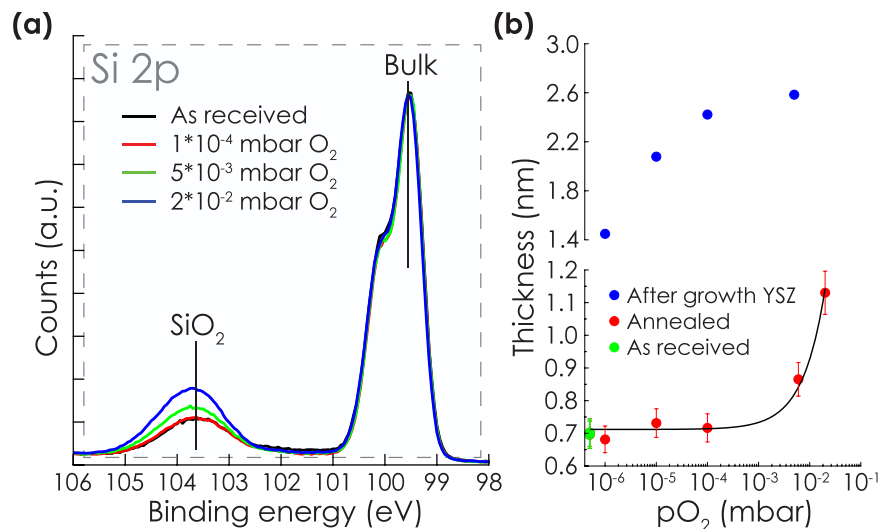 (a)
Si 2p
Bulk
As received
1*10⁻⁴ mbar O₂
5*10⁻³ mbar O₂
2*10⁻² mbar O₂
SiO₂
Counts (a.u.)
106 105 104 103 102 101 100 99 98
Binding energy (eV)
(b)
3.0
2.6
2.2
1.8
1.4
1.2
1.1
1.0
0.9
0.8
0.7
0.6
Thickness (nm)
After growth YSZ
Annealed
As received
10⁻⁶ 10⁻⁵ 10⁻⁴ 10⁻³ 10⁻² 10⁻¹
pO₂ (mbar)